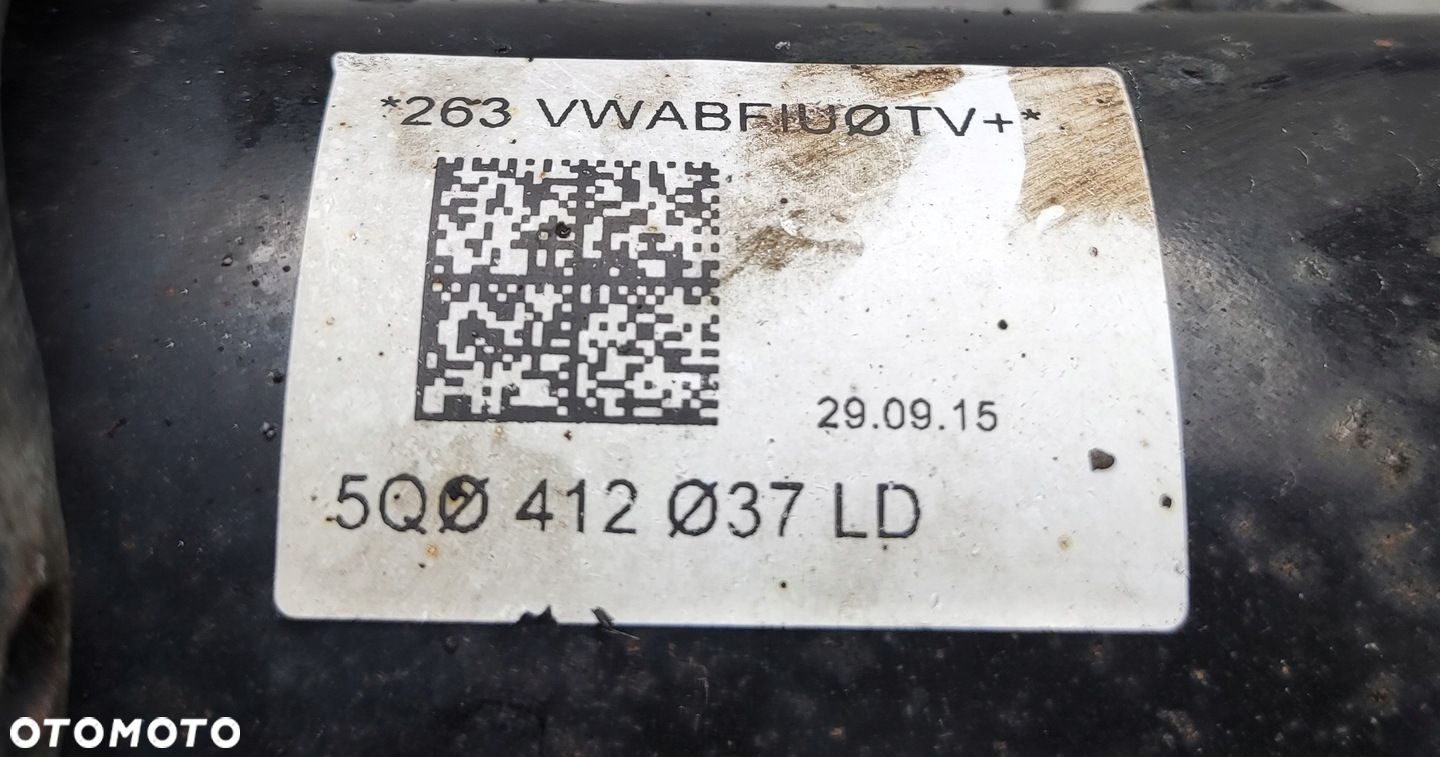 *263 VWABFIUØTV+*
29.09.15
5QØ 412 Ø37 LD
OTOMOTO